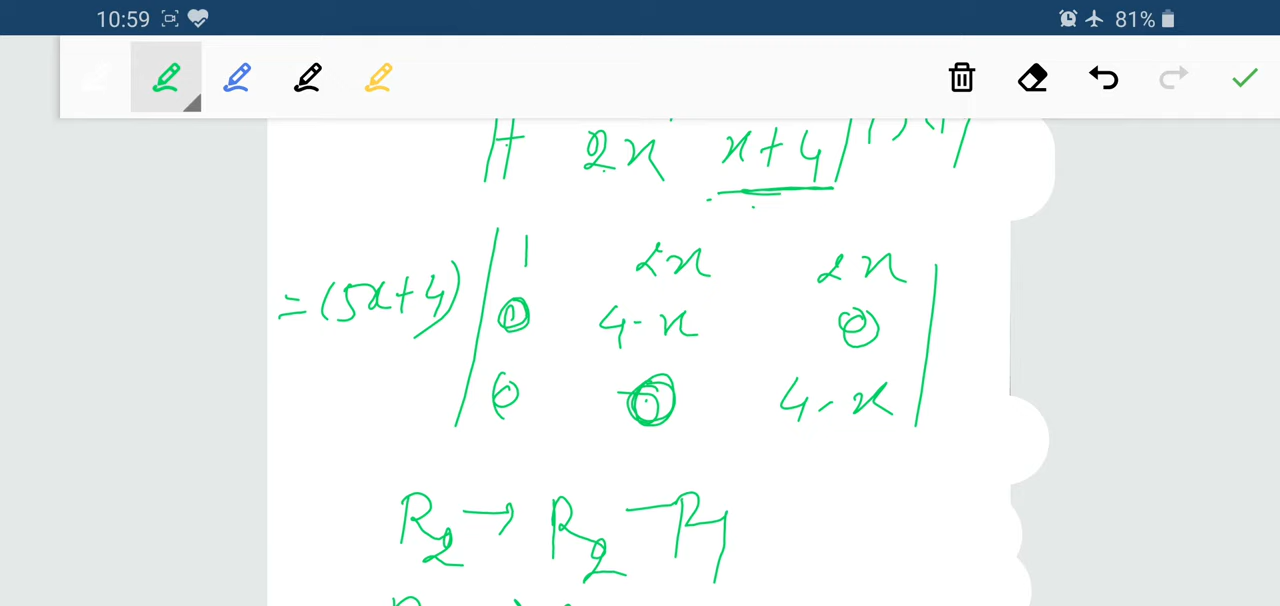 10:59 81%
2x x+4
1 2x 2x
= (5x+4) 0 4-x 0
0 0 4-x
R2 → R2 - R1